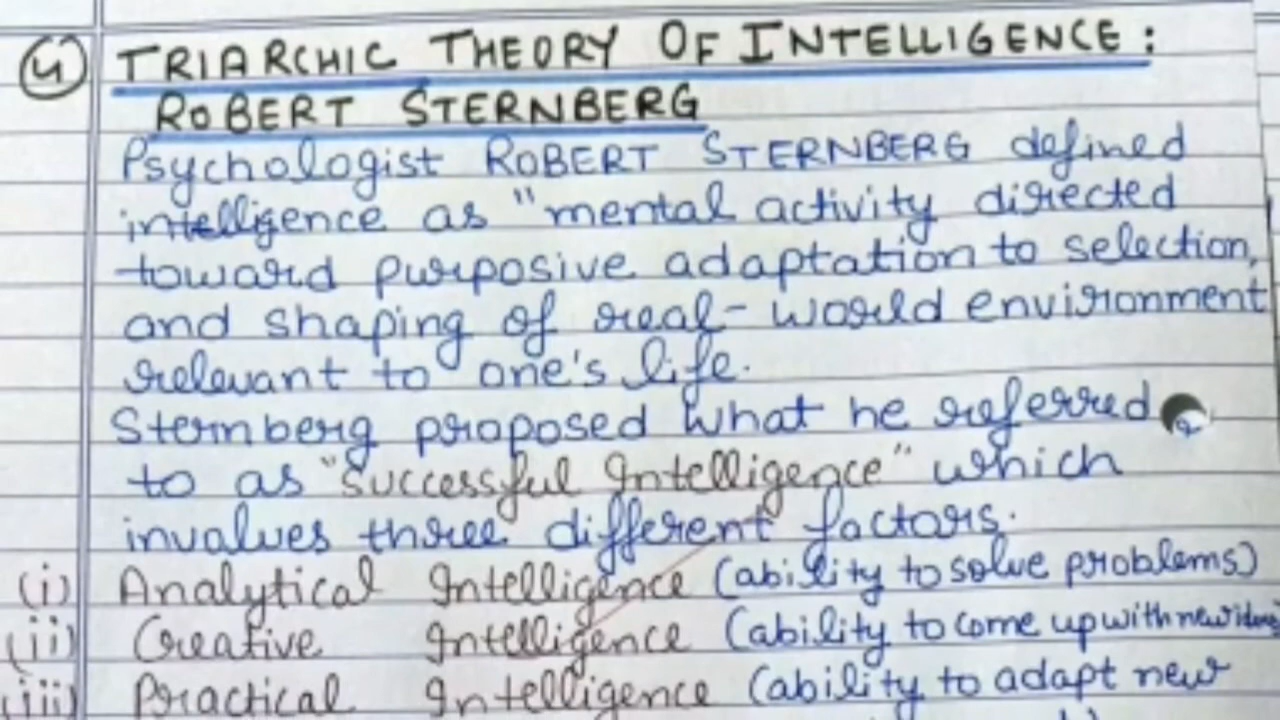 (4) TRIARCHIC THEORY OF INTELLIGENCE:
ROBERT STERNBERG
Psychologist ROBERT STERNBERG defined
intelligence as "mental activity directed
toward purposive adaptation to selection,
and shaping of real-world environment
relevant to one's life.
Sternberg proposed what he referred
to as "Successful Intelligence" which
involves three different factors.
(i) Analytical Intelligence (ability to solve problems)
(ii) Creative Intelligence (ability to come up with new ideas)
(iii) Practical Intelligence (ability to adapt new